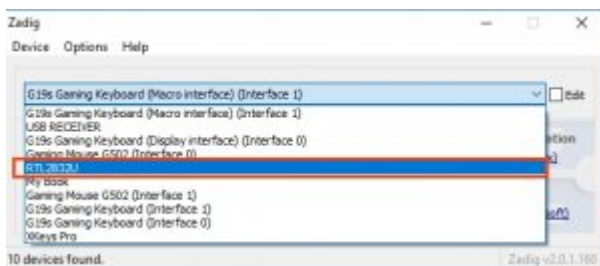 Zadig
Device Options Help
G19s Gaming Keyboard (Macro interface) (Interface 1)
Edit
G19s Gaming Keyboard (Macro interface) (Interface 1)
USB RECEIVER
G19s Gaming Keyboard (Display interface) (Interface 0)
Gaming Mouse G502 (Interface 0)
RTL2832U
My Book
Gaming Mouse G502 (Interface 1)
G19s Gaming Keyboard (Interface 1)
G19s Gaming Keyboard (Interface 0)
XKeys Pro
10 devices found.
Zadig v2.0.1.160